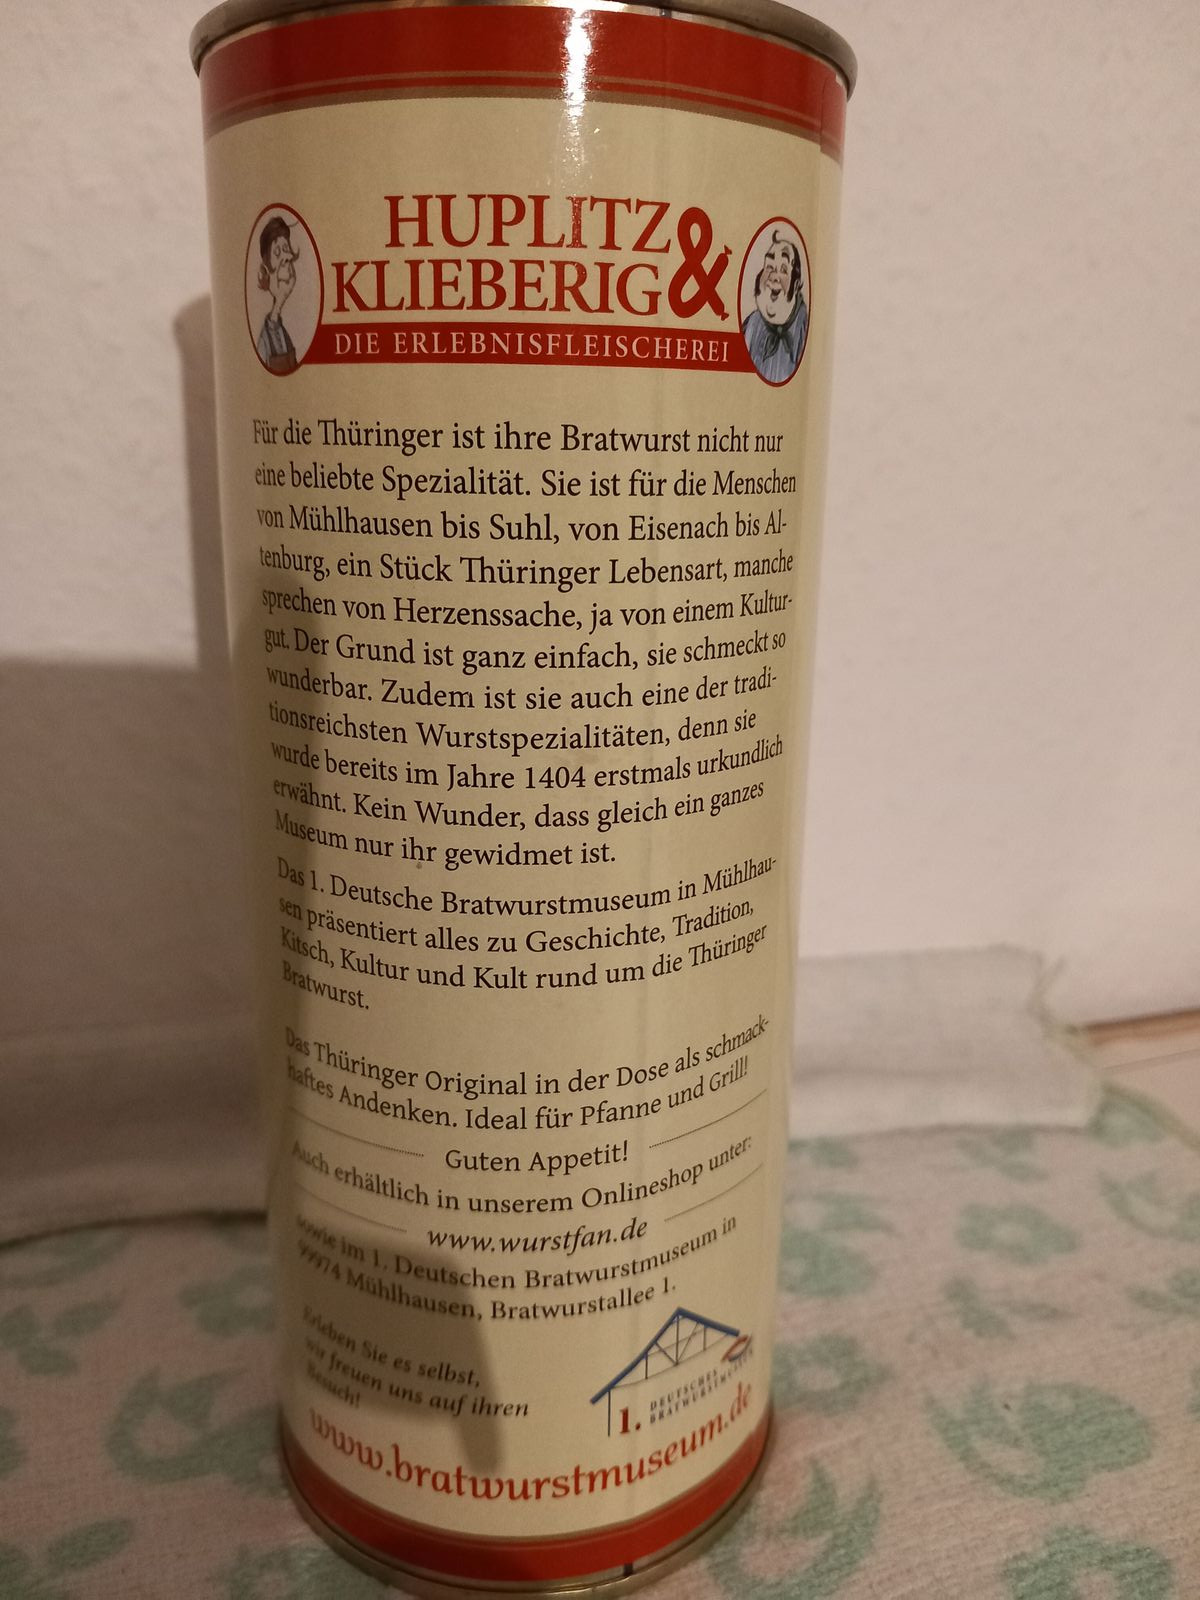 HUPLITZ &
KLIEBERIG
DIE ERLEBNISFLEISCHEREI
Für die Thüringer ist ihre Bratwurst nicht nur
eine beliebte Spezialität. Sie ist für die Menschen
von Mühlhausen bis Suhl, von Eisenach bis Al-
tenburg, ein Stück Thüringer Lebensart, manche
sprechen von Herzenssache, ja von einem Kultur-
gut. Der Grund ist ganz einfach, sie schmeckt so
wunderbar. Zudem ist sie auch eine der tradi-
tionsreichsten Wurstspezialitäten, denn sie
wurde bereits im Jahre 1404 erstmals urkundlich
erwähnt. Kein Wunder, dass gleich ein ganzes
Museum nur ihr gewidmet ist.
Das 1. Deutsche Bratwurstmuseum in Mühlhau-
sen präsentiert alles zu Geschichte, Tradition,
Kitsch, Kultur und Kult rund um die Thüringer
Bratwurst.
Das Thüringer Original in der Dose als schmack-
haftes Andenken. Ideal für Pfanne und Grill!
Guten Appetit!
Auch erhältlich in unserem Onlineshop unter:
www.wurstfan.de
sowie im 1. Deutschen Bratwurstmuseum in
99974 Mühlhausen, Bratwurstallee 1.
Erleben Sie es selbst,
wir freuen uns auf ihren
Besuch!
1. DEUTSCHES
BRATWURSTMUSEUM
www.bratwurstmuseum.de